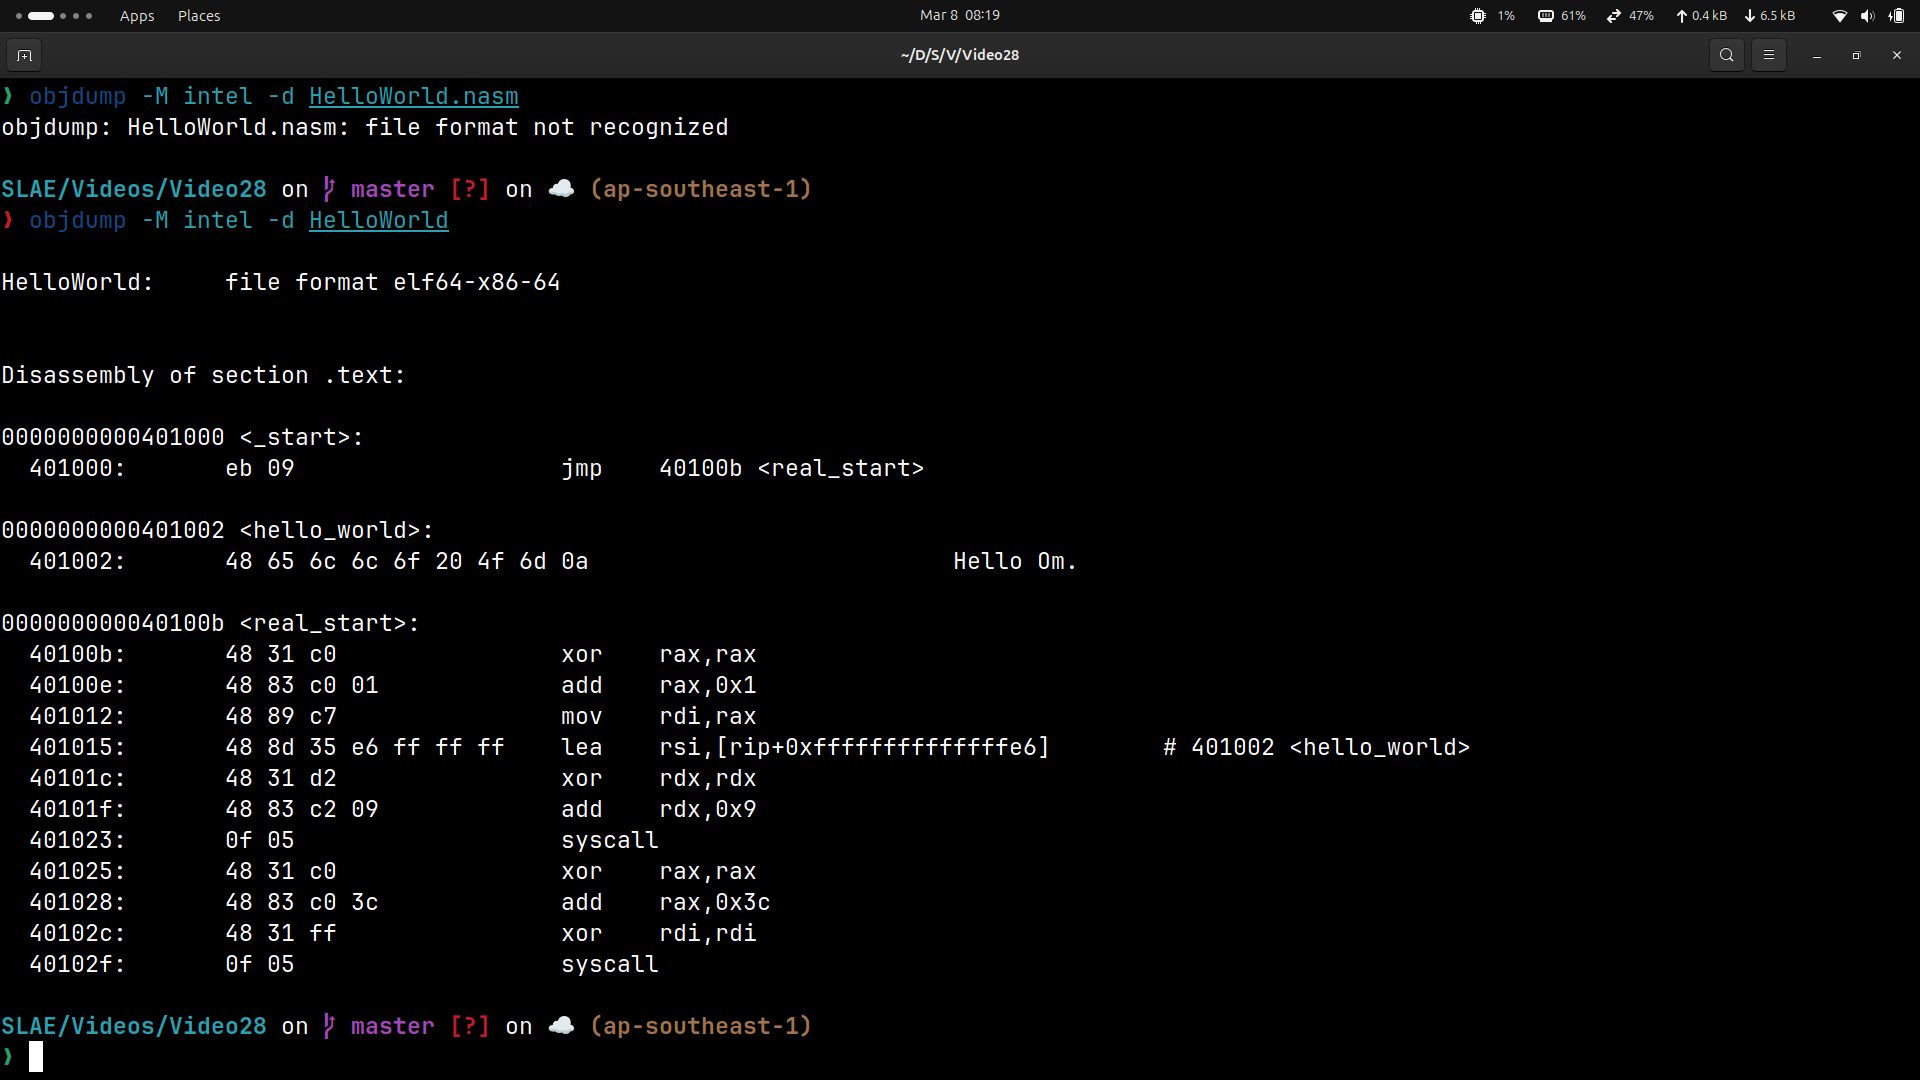 Apps Places Mar 8 08:19 1% 61% 47% 0.4 kB 6.5 kB
~/D/S/V/Video28
❱ objdump -M intel -d HelloWorld.nasm
objdump: HelloWorld.nasm: file format not recognized
SLAE/Videos/Video28 on master [?] on ☁️ (ap-southeast-1)
❱ objdump -M intel -d HelloWorld
HelloWorld:     file format elf64-x86-64
Disassembly of section .text:
0000000000401000 <_start>:
  401000:       eb 09                   jmp    40100b <real_start>
0000000000401002 <hello_world>:
  401002:       48 65 6c 6c 6f 20 4f 6d 0a                          Hello Om.
000000000040100b <real_start>:
  40100b:       48 31 c0                xor    rax,rax
  40100e:       48 83 c0 01             add    rax,0x1
  401012:       48 89 c7                mov    rdi,rax
  401015:       48 8d 35 e6 ff ff ff    lea    rsi,[rip+0xffffffffffffffe6]        # 401002 <hello_world>
  40101c:       48 31 d2                xor    rdx,rdx
  40101f:       48 83 c2 09             add    rdx,0x9
  401023:       0f 05                   syscall
  401025:       48 31 c0                xor    rax,rax
  401028:       48 83 c0 3c             add    rax,0x3c
  40102c:       48 31 ff                xor    rdi,rdi
  40102f:       0f 05                   syscall
SLAE/Videos/Video28 on master [?] on ☁️ (ap-southeast-1)
❱